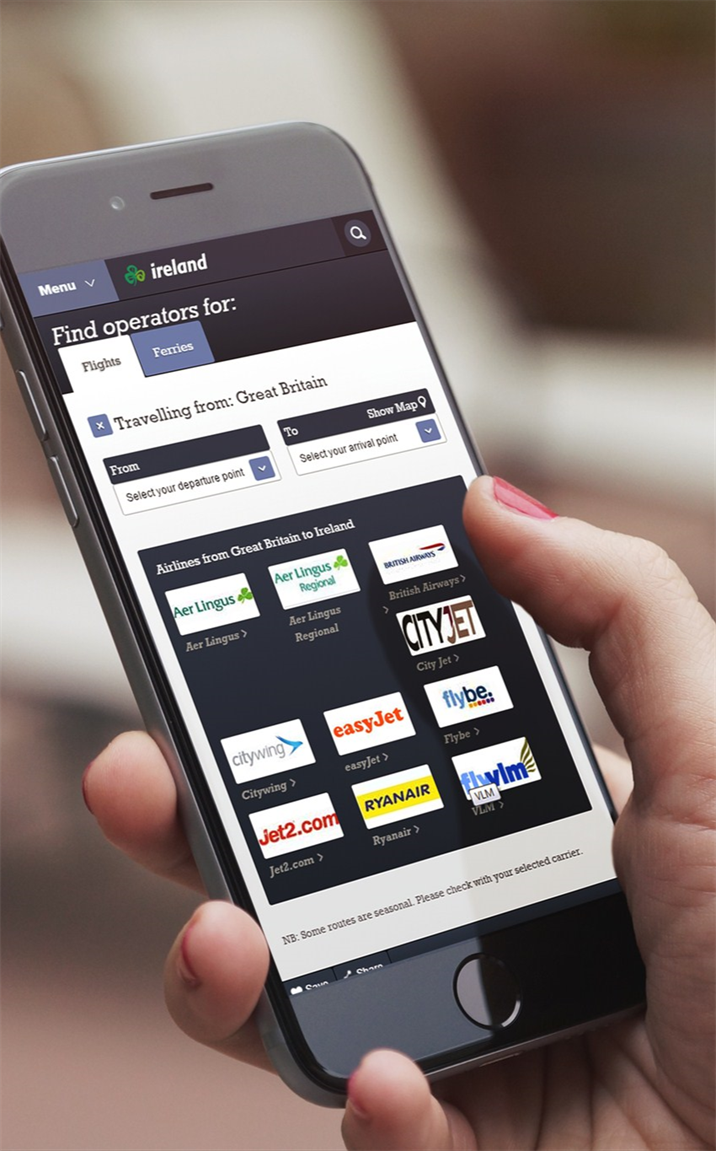 Menu
ireland
Find operators for:
Flights
Ferries
× Travelling from: Great Britain
From
Select your departure point
To
Show Map
Select your arrival point
Airlines from Great Britain to Ireland
Aer Lingus
Aer Lingus >
Aer Lingus
Regional
Aer Lingus
Regional
>
BRITISH AIRWAYS
British Airways >
CITYJET
City Jet >
citywing
Citywing >
easyJet
easyJet >
flybe.
Flybe >
Jet2.com
Jet2.com >
RYANAIR
Ryanair >
flyvlm
VLM
VLM >
NB: Some routes are seasonal. Please check with your selected carrier.
Save
Share